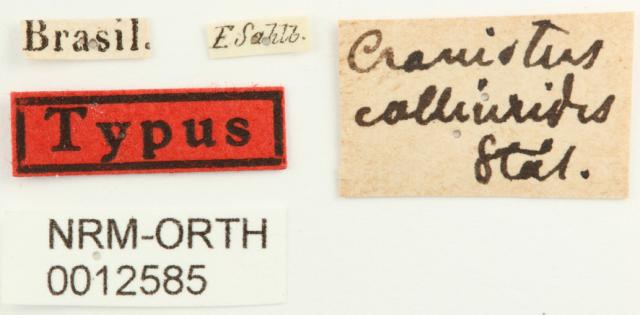 Brasil.
F. Sahlb.
Cranistus
colliurides
Stål.
Typus
NRM-ORTH
0012585